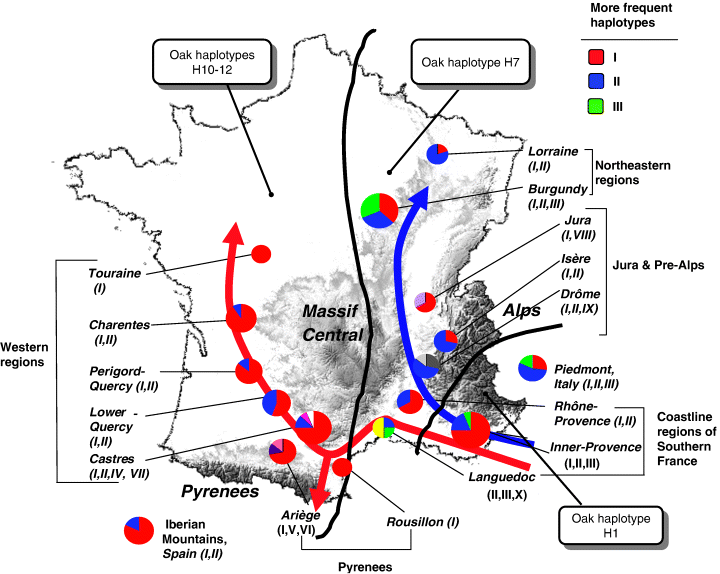 More frequent
haplotypes
I
II
III
Oak haplotypes
H10-12
Oak haplotype H7
Lorraine
(I,II)
Northeastern
regions
Burgundy
(I,II,III)
Jura
(I,VIII)
Isère
(I,II)
Jura & Pre-Alps
Drôme
(I,II,IX)
Touraine
(I)
Massif
Central
Alps
Western
regions
Charentes
(I,II)
Perigord-
Quercy (I,II)
Piedmont,
Italy (I,II,III)
Lower -
Quercy
(I,II)
Rhône-
Provence (I,II)
Coastline
regions of
Southern
France
Castres
(I,II,IV, VII)
Inner-Provence
(I,II,III)
Pyrenees
Languedoc
(II,III,X)
Ariège
(I,V,VI)
Rousillon (I)
Oak haplotype
H1
Iberian
Mountains,
Spain (I,II)
Pyrenees